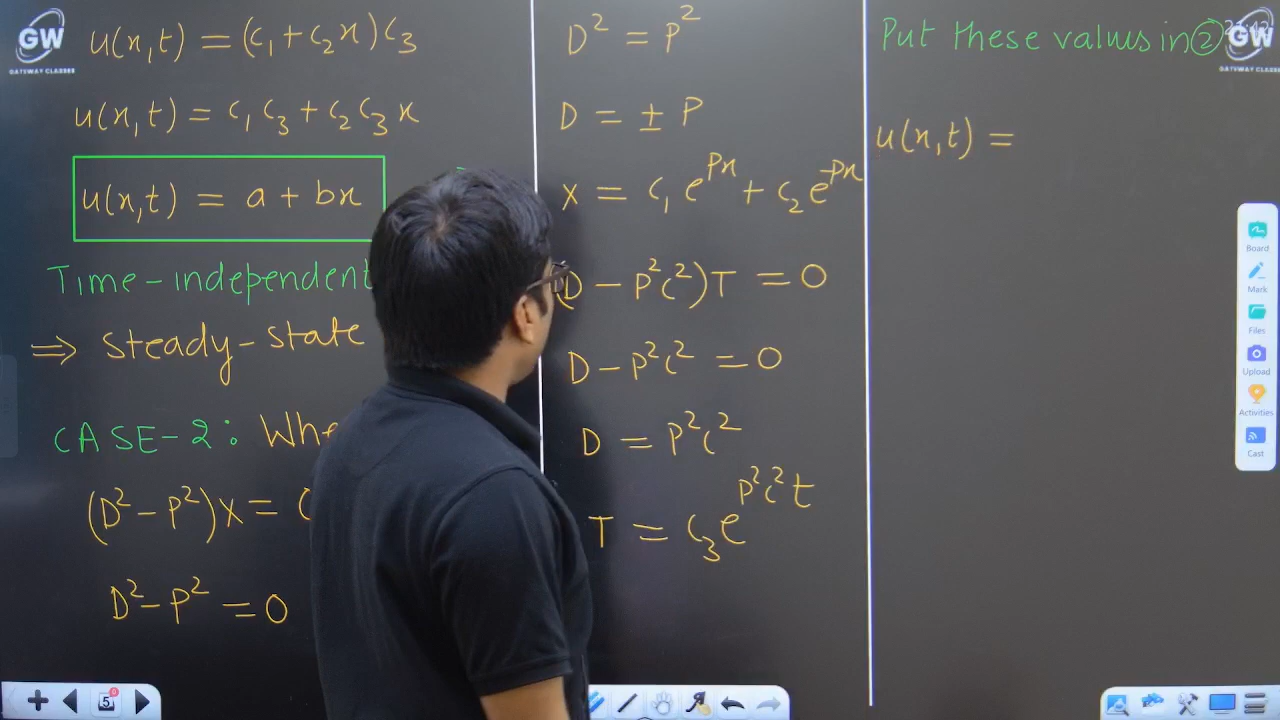 GW
GATEWAY CLASSES
u(x,t) = (c₁ + c₂x)c₃
u(x,t) = c₁c₃ + c₂c₃x
u(x,t) = a + bx
Time-independent
⇒ Steady-state
CASE-2: Whe
(D² - P²)X =
D² - P² = 0
D² = P²
D = ± P
X = c₁e^Px + c₂e^-Px
(D - P²c²)T = 0
D - P²c² = 0
D = P²c²
T = c₃e^P²c²t
Put these values in ②
GW
GATEWAY CLASSES
u(x,t) =
Board
Mark
Files
Upload
Activities
Cast
5